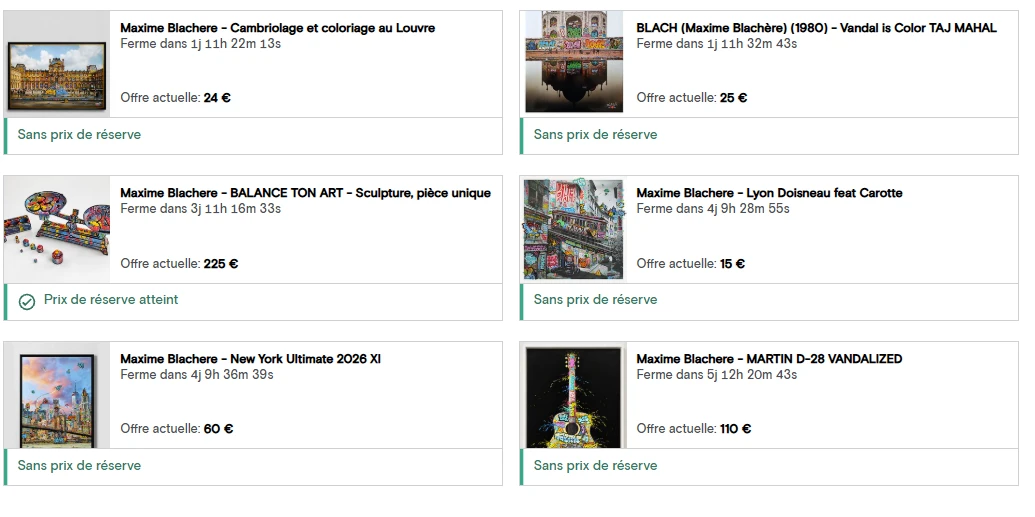 Maxime Blachere - Cambriolage et coloriage au Louvre
Ferme dans 1j 11h 22m 13s
Offre actuelle: 24 €
Sans prix de réserve
BLACH (Maxime Blachère) (1980) - Vandal is Color TAJ MAHAL
Ferme dans 1j 11h 32m 43s
Offre actuelle: 25 €
Sans prix de réserve
Maxime Blachere - BALANCE TON ART - Sculpture, pièce unique
Ferme dans 3j 11h 16m 33s
Offre actuelle: 225 €
Prix de réserve atteint
Maxime Blachere - Lyon Doisneau feat Carotte
Ferme dans 4j 9h 28m 55s
Offre actuelle: 15 €
Sans prix de réserve
Maxime Blachere - New York Ultimate 2026 XI
Ferme dans 4j 9h 36m 39s
Offre actuelle: 60 €
Sans prix de réserve
Maxime Blachere - MARTIN D-28 VANDALIZED
Ferme dans 5j 12h 20m 43s
Offre actuelle: 110 €
Sans prix de réserve